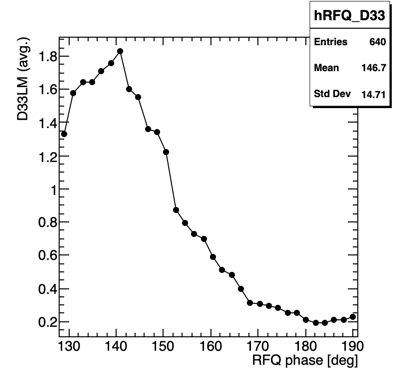 hRFQ_D33
Entries 640
Mean 146.7
Std Dev 14.71
D33LM (avg.)
1.8
1.6
1.4
1.2
1
0.8
0.6
0.4
0.2
130 140 150 160 170 180 190
RFQ phase [deg]